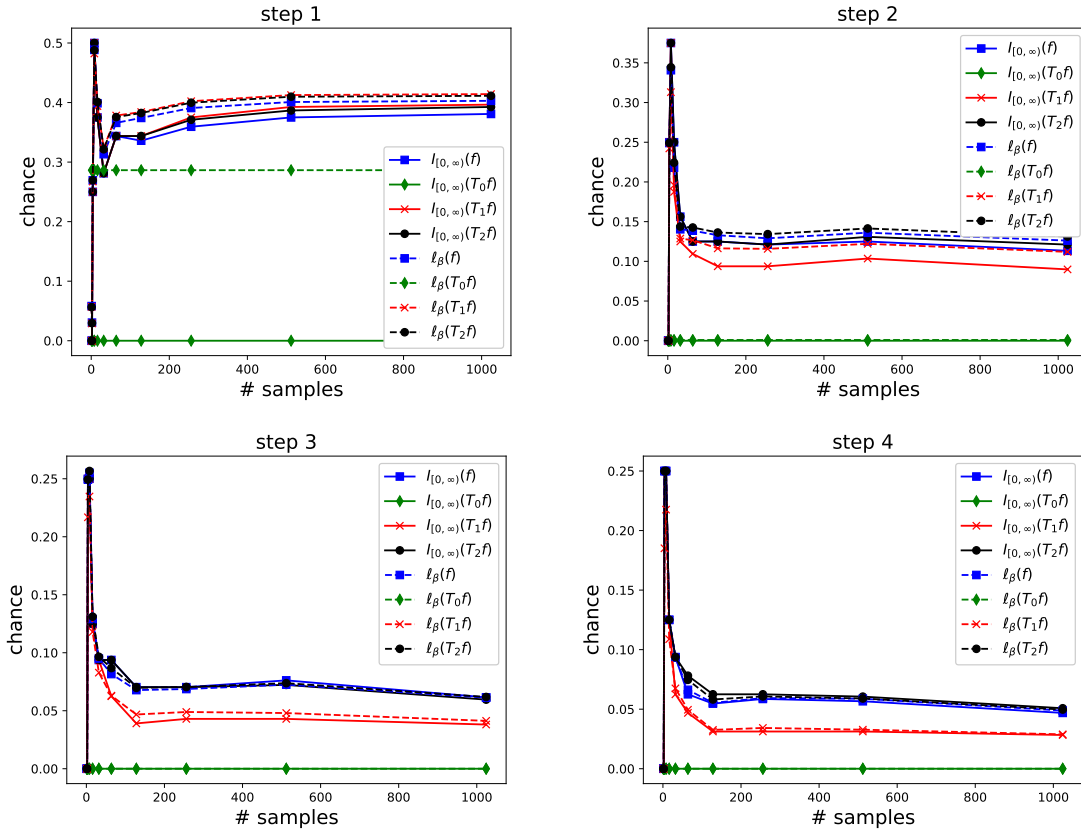 step 1
0.5
0.4
0.3
0.2
0.1
0.0
chance
0 200 400 600 800 1000
# samples
I[0, ∞)(f)
I[0, ∞)(T0f)
I[0, ∞)(T1f)
I[0, ∞)(T2f)
ℓβ(f)
ℓβ(T0f)
ℓβ(T1f)
ℓβ(T2f)
step 2
0.35
0.30
0.25
0.20
0.15
0.10
0.05
0.00
chance
0 200 400 600 800 1000
# samples
I[0, ∞)(f)
I[0, ∞)(T0f)
I[0, ∞)(T1f)
I[0, ∞)(T2f)
ℓβ(f)
ℓβ(T0f)
ℓβ(T1f)
ℓβ(T2f)
step 3
0.25
0.20
0.15
0.10
0.05
0.00
chance
0 200 400 600 800 1000
# samples
I[0, ∞)(f)
I[0, ∞)(T0f)
I[0, ∞)(T1f)
I[0, ∞)(T2f)
ℓβ(f)
ℓβ(T0f)
ℓβ(T1f)
ℓβ(T2f)
step 4
0.25
0.20
0.15
0.10
0.05
0.00
chance
0 200 400 600 800 1000
# samples
I[0, ∞)(f)
I[0, ∞)(T0f)
I[0, ∞)(T1f)
I[0, ∞)(T2f)
ℓβ(f)
ℓβ(T0f)
ℓβ(T1f)
ℓβ(T2f)